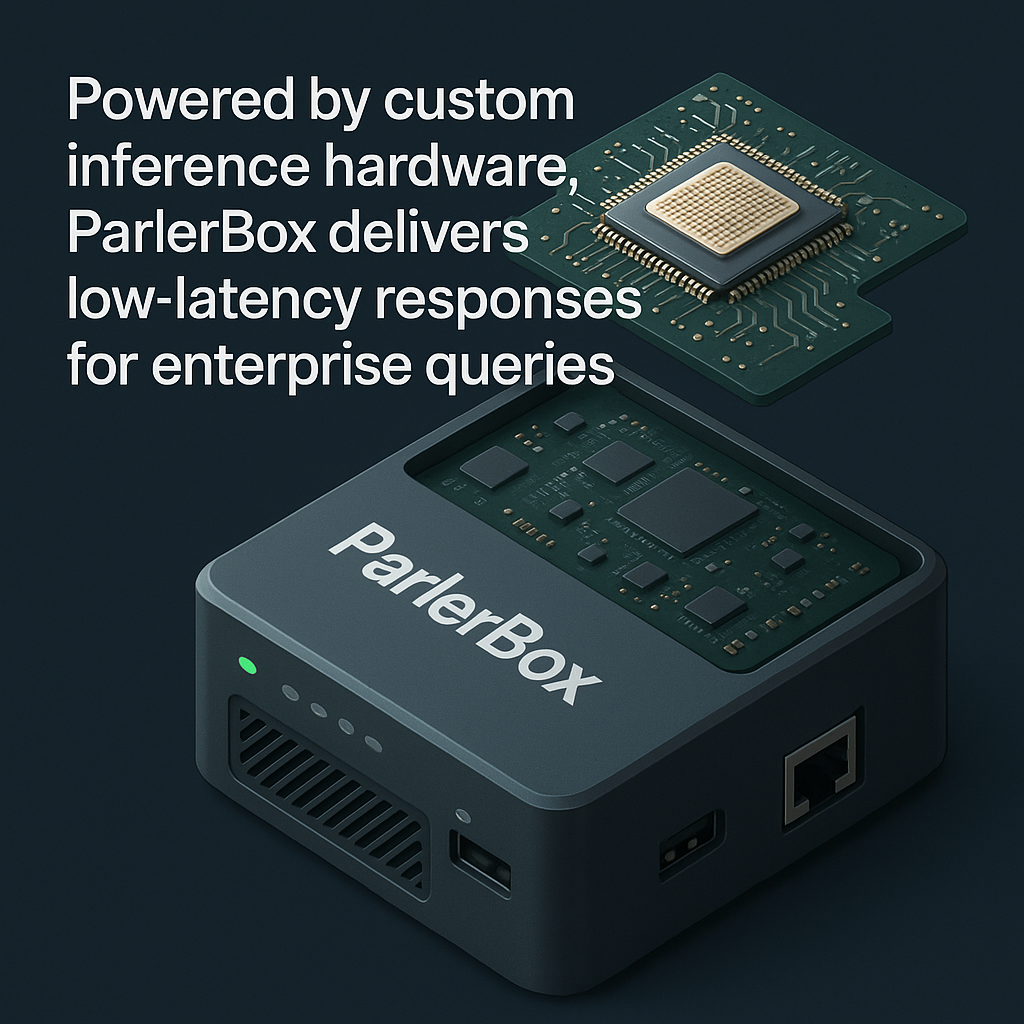 Powered by custom
inference hardware,
ParlerBox delivers
low-latency responses
for enterprise queries
ParlerBox